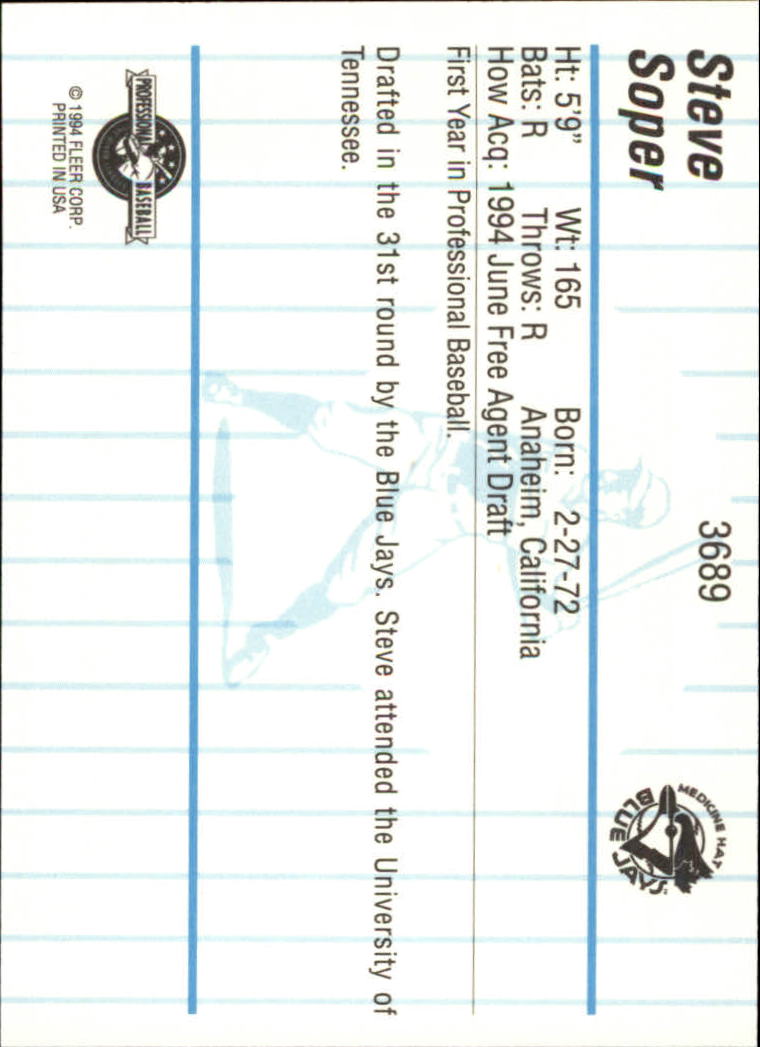 Steve
Soper
3689
MEDICINE HAT
BLUE JAYS
Ht: 5'9" Wt: 165 Born: 2-27-72
Bats: R Throws: R Anaheim, California
How Acq: 1994 June Free Agent Draft
First Year in Professional Baseball.
Drafted in the 31st round by the Blue Jays. Steve attended the University of
Tennessee.
PROFESSIONAL BASEBALL
© 1994 FLEER CORP.
PRINTED IN USA